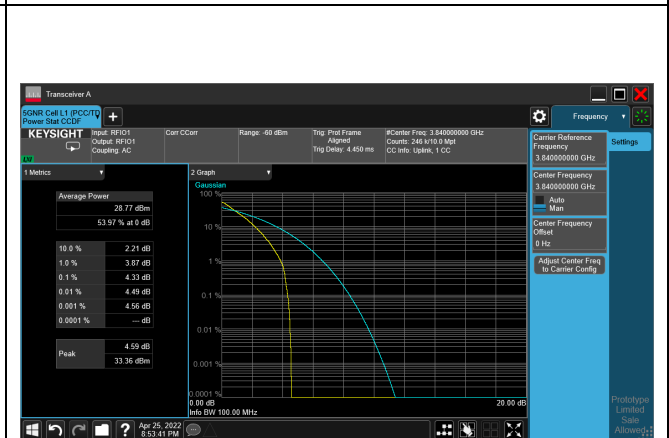 Transceiver A
5GNR Cell L1 (PCC/TD
Power Stat CCDF
Frequency
KEYSIGHT
Input: RFIO1
Output: RFIO1
Coupling: AC
Corr CCorr
Range: -60 dBm
Trig: Prot Frame
Aligned
Trig Delay: 4.450 ms
#Center Freq: 3.840000000 GHz
Counts: 246 k/10.0 Mpt
CC Info: Uplink, 1 CC
Carrier Reference
Frequency
3.840000000 GHz
Settings
1 Metrics
2 Graph
Center Frequency
3.840000000 GHz
Auto
Man
Center Frequency
Offset
0 Hz
Adjust Center Freq
to Carrier Config
Average Power
28.77 dBm
53.97 % at 0 dB
10.0 % 2.21 dB
1.0 % 3.87 dB
0.1 % 4.33 dB
0.01 % 4.49 dB
0.001 % 4.56 dB
0.0001 % --- dB
Peak
4.59 dB
33.36 dBm
Gaussian
100 %
10 %
1 %
0.1 %
0.01 %
0.001 %
0.0001 %
0.00 dB
20.00 dB
Info BW 100.00 MHz
Prototype
Limited
Sale
Allowed
Apr 25, 2022
8:53:41 PM